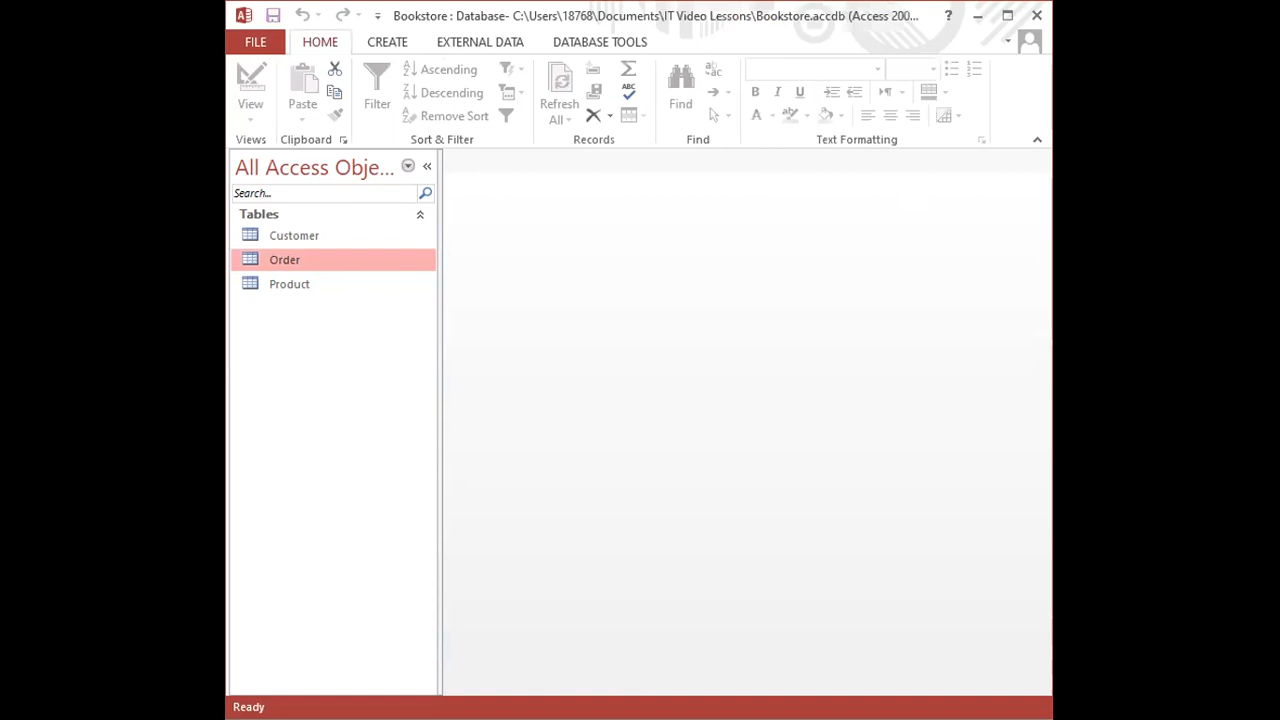 Bookstore : Database- C:\Users\18768\Documents\IT Video Lessons\Bookstore.accdb (Access 200... ?
FILE HOME CREATE EXTERNAL DATA DATABASE TOOLS
View
Views
Paste
Clipboard
Filter
Ascending
Descending
Remove Sort
Sort & Filter
Refresh
All
ABC
Records
Find
Find
B I U
A
Text Formatting
All Access Obje...
Search...
Tables
Customer
Order
Product
Ready